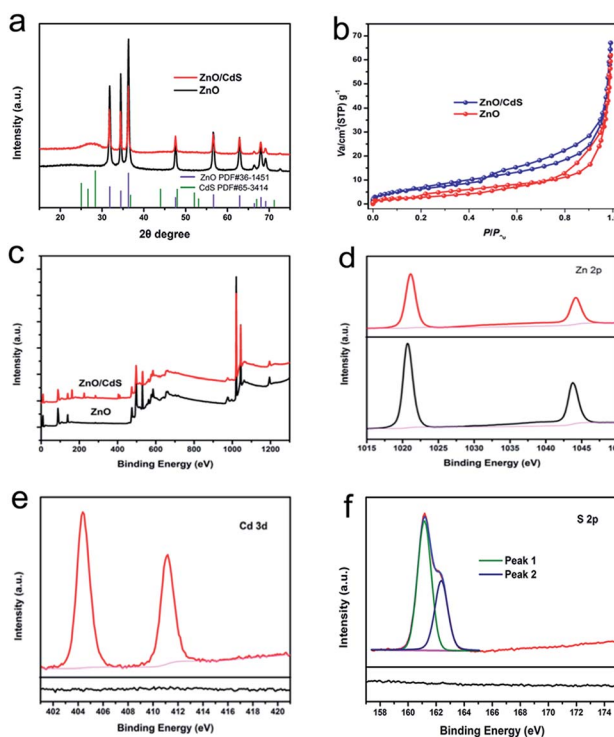 a
Intensity (a.u.)
ZnO/CdS
ZnO
ZnO PDF#36-1451
CdS PDF#65-3414
20 30 40 50 60 70
2θ degree
b
Va/cm³(STP) g⁻¹
70
60
50
40
30
20
10
0
ZnO/CdS
ZnO
0.0 0.2 0.4 0.6 0.8 1.
c
Intensity (a.u.)
ZnO/CdS
ZnO
0 200 400 600 800 1000 1200
Binding Energy (eV)
d
Zn 2p
Intensity (a.u.)
1015 1020 1025 1030 1035 1040 1045
Binding Energy (eV)
e
Cd 3d
Intensity (a.u.)
402 404 406 408 410 412 414 416 418 420
Binding Energy (eV)
f
S 2p
Peak 1
Peak 2
Intensity (a.u.)
158 160 162 164 166 168 170 172 174
Binding Energy (eV)